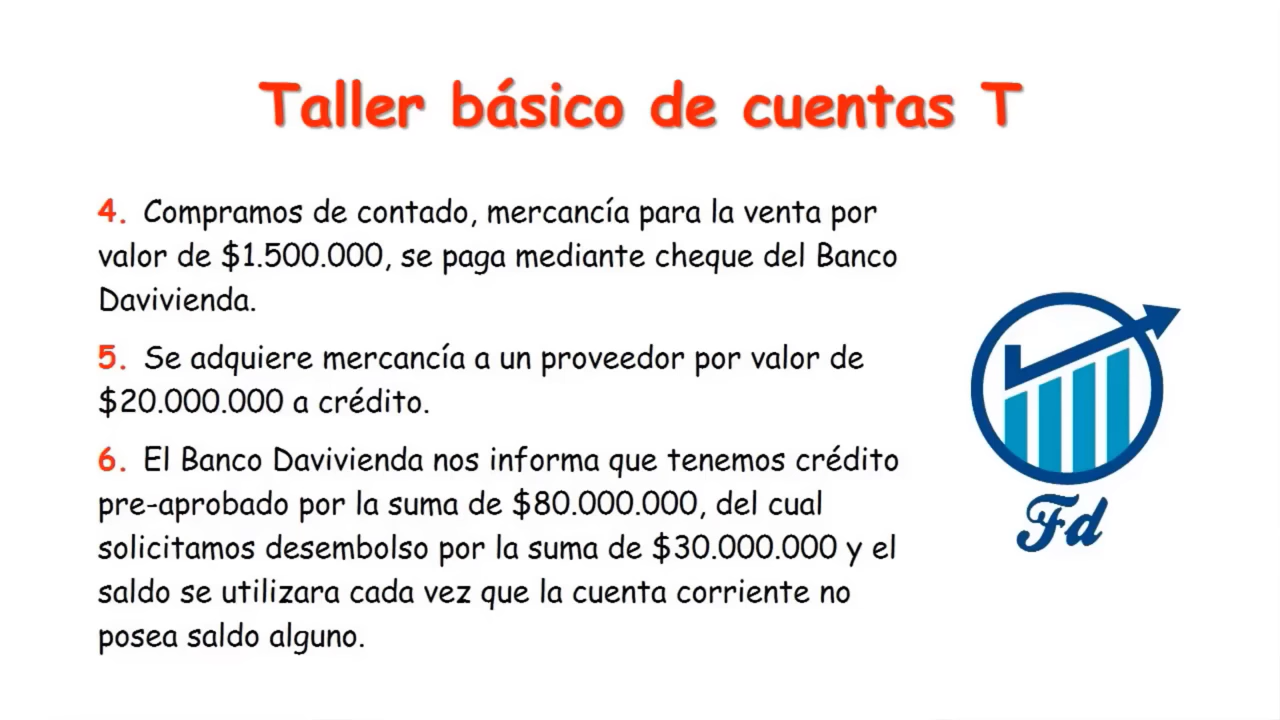 Taller básico de cuentas T
4. Compramos de contado, mercancía para la venta por
valor de $1.500.000, se paga mediante cheque del Banco
Davivienda.
5. Se adquiere mercancía a un proveedor por valor de
$20.000.000 a crédito.
6. El Banco Davivienda nos informa que tenemos crédito
pre-aprobado por la suma de $80.000.000, del cual
solicitamos desembolso por la suma de $30.000.000 y el
saldo se utilizara cada vez que la cuenta corriente no
posea saldo alguno.
Fd